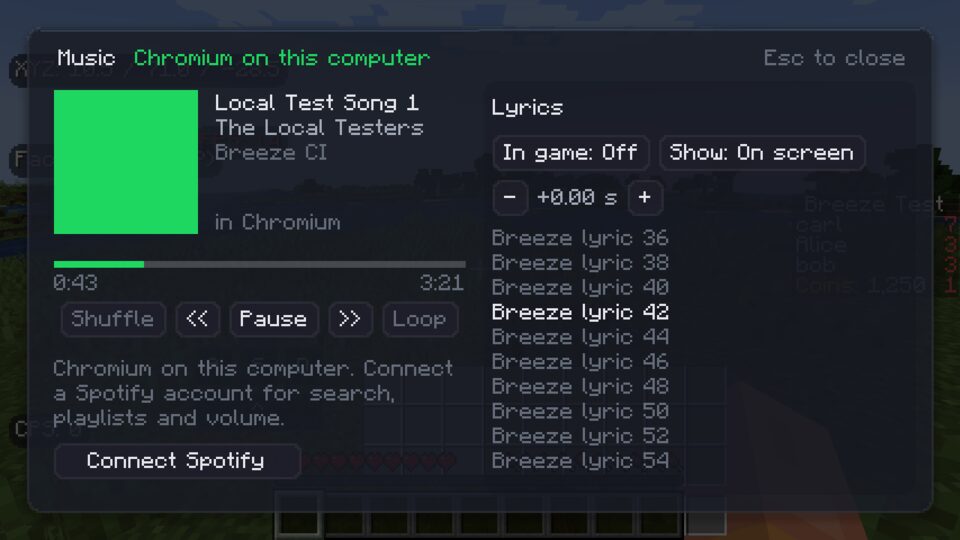 Music Chromium on this computer
Esc to close
Local Test Song 1
The Local Testers
Breeze CI
in Chromium
0:43
3:21
Shuffle << Pause >> Loop
Chromium on this computer. Connect
a Spotify account for search,
playlists and volume.
Connect Spotify
Lyrics
In game: Off
Show: On screen
- +0.00 s +
Breeze lyric 36
Breeze lyric 38
Breeze lyric 40
Breeze lyric 42
Breeze lyric 44
Breeze lyric 46
Breeze lyric 48
Breeze lyric 50
Breeze lyric 52
Breeze lyric 54
Breeze Test
carl
Alice
bob
Coins: 1,250